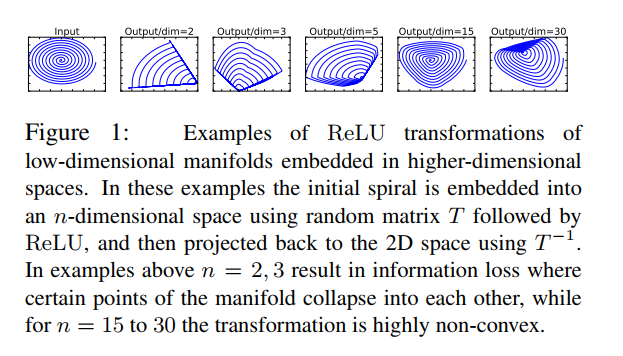 Input Output/dim=2 Output/dim=3 Output/dim=5 Output/dim=15 Output/dim=30
Figure 1: Examples of ReLU transformations of
low-dimensional manifolds embedded in higher-dimensional
spaces. In these examples the initial spiral is embedded into
an n-dimensional space using random matrix T followed by
ReLU, and then projected back to the 2D space using T⁻¹.
In examples above n = 2, 3 result in information loss where
certain points of the manifold collapse into each other, while
for n = 15 to 30 the transformation is highly non-convex.